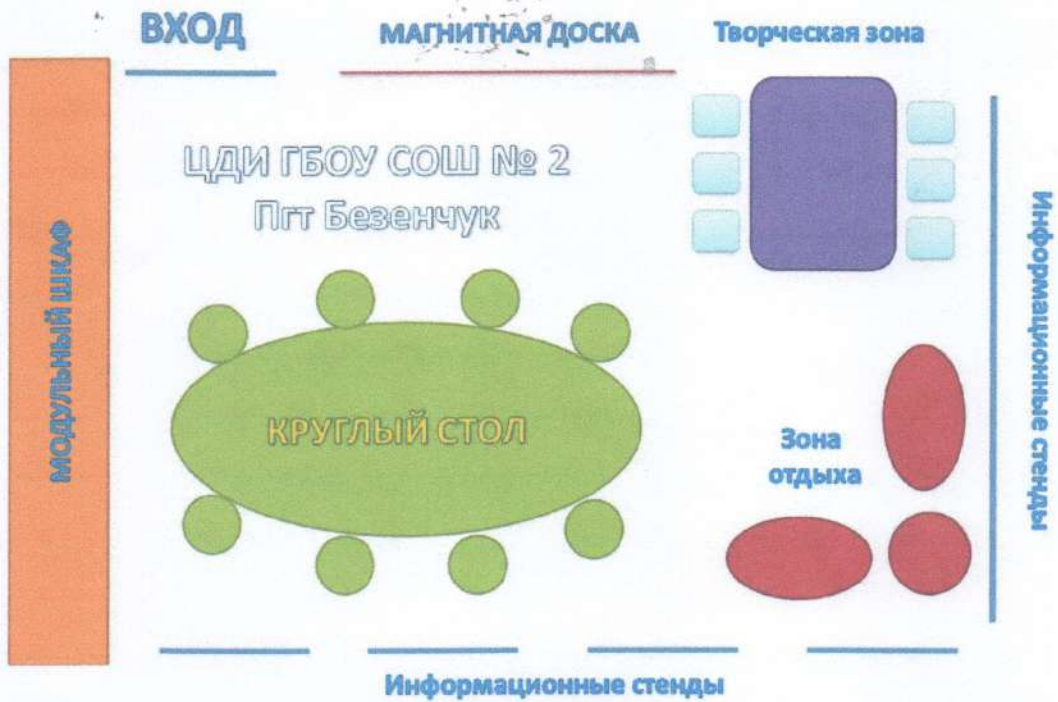 ВХОД
МАГНИТНАЯ ДОСКА
Творческая зона
ЦДИ ГБОУ СОШ № 2
Пгт Безенчук
МОДУЛЬНЫЙ ШКАФ
КРУГЛЫЙ СТОЛ
Зона
отдыха
Информационные стенды
Информационные стенды